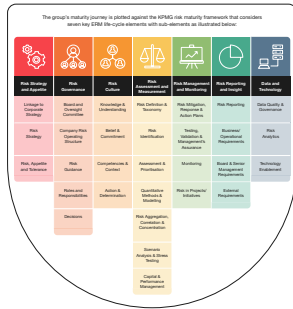 The group's maturity journey is plotted against the KPMG risk maturity framework that considers
seven key ERM life-cycle elements with sub-elements as illustrated below:
Risk Strategy
and Appetite
Linkage to
Corporate
Strategy
Risk
Strategy
Risk, Appetite
and Tolerance
Risk
Governance
Board and
Oversight
Committee
Company Risk
Operating
Structure
Risk
Guidance
Roles and
Responsibilities
Decisions
Risk
Culture
Knowledge &
Understanding
Belief &
Commitment
Competencies &
Context
Action &
Determination
Risk
Assessment and
Measurement
Risk Definition &
Taxonomy
Risk
Identification
Assessment &
Prioritisation
Quantitative
Methods &
Modelling
Risk Aggregation,
Correlation &
Concentration
Scenario
Analysis & Stress
Testing
Capital &
Performance
Management
Risk Management
and Monitoring
Risk Mitigation,
Response &
Action Plans
Testing,
Validation &
Management's
Assurance
Monitoring
Risk in Projects/
Initiatives
Risk Reporting
and Insight
Risk Reporting
Business/
Operational
Requirements
Board & Senior
Management
Requirements
External
Requirements
Data and
Technology
Data Quality &
Governance
Risk
Analytics
Technology
Enablement